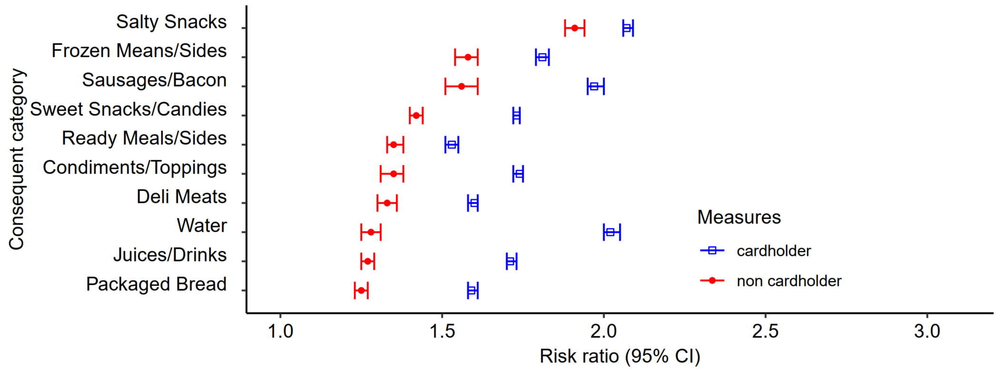 Consequent category
Salty Snacks
Frozen Means/Sides
Sausages/Bacon
Sweet Snacks/Candies
Ready Meals/Sides
Condiments/Toppings
Deli Meats
Water
Juices/Drinks
Packaged Bread
Measures
cardholder
non cardholder
1.0 1.5 2.0 2.5 3.0
Risk ratio (95% CI)